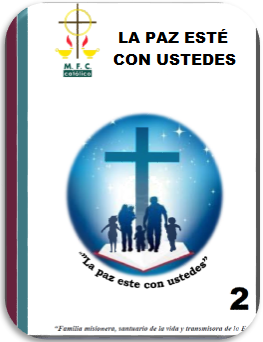 M. F. C.
católico
LA PAZ ESTÉ
CON USTEDES
"La paz este con ustedes"
2
"Familia misionera, santuario de la vida y transmisora de la